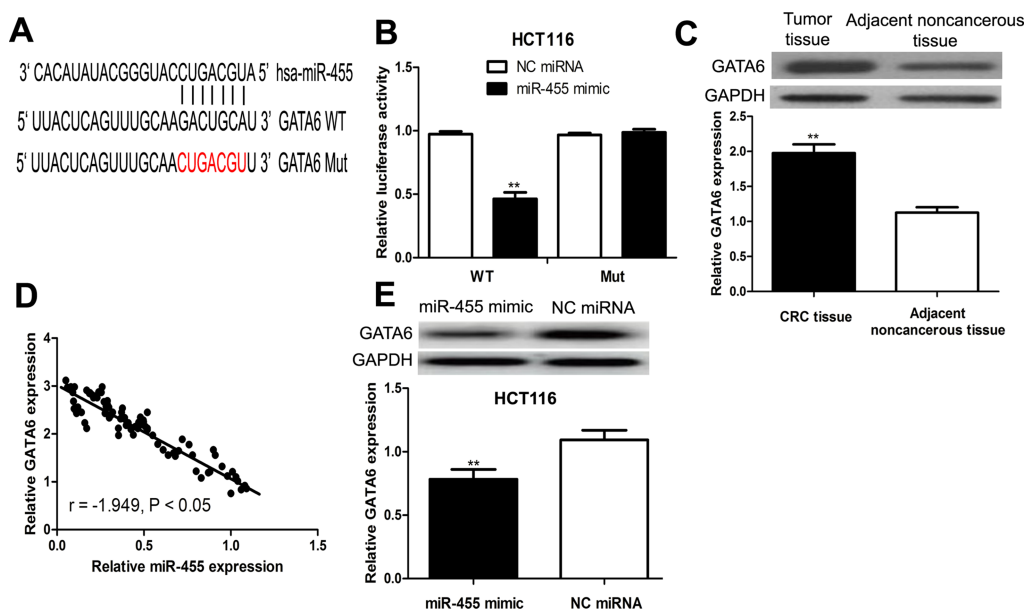 A
3‘ CACAUAUACGGGUACCUGACGUA 5’ hsa-miR-455
5‘ UUACUCAGUUUGCAAGACUGCAU 3’ GATA6 WT
5‘ UUACUCAGUUUGCAACUGACGUU 3’ GATA6 Mut
B
HCT116
NC miRNA
miR-455 mimic
Relative luciferase activity
1.5
1.0
0.5
0.0
**
WT
Mut
C
Tumor tissue
Adjacent noncancerous tissue
GATA6
GAPDH
Relative GATA6 expression
2.5
2.0
1.5
1.0
0.5
0.0
**
CRC tissue
Adjacent
noncancerous tissue
D
Relative GATA6 expression
4
3
2
1
0
r = -1.949, P < 0.05
0.0
0.5
1.0
1.5
Relative miR-455 expression
E
miR-455 mimic
NC miRNA
GATA6
GAPDH
HCT116
Relative GATA6 expression
1.5
1.0
0.5
0.0
**
miR-455 mimic
NC miRNA